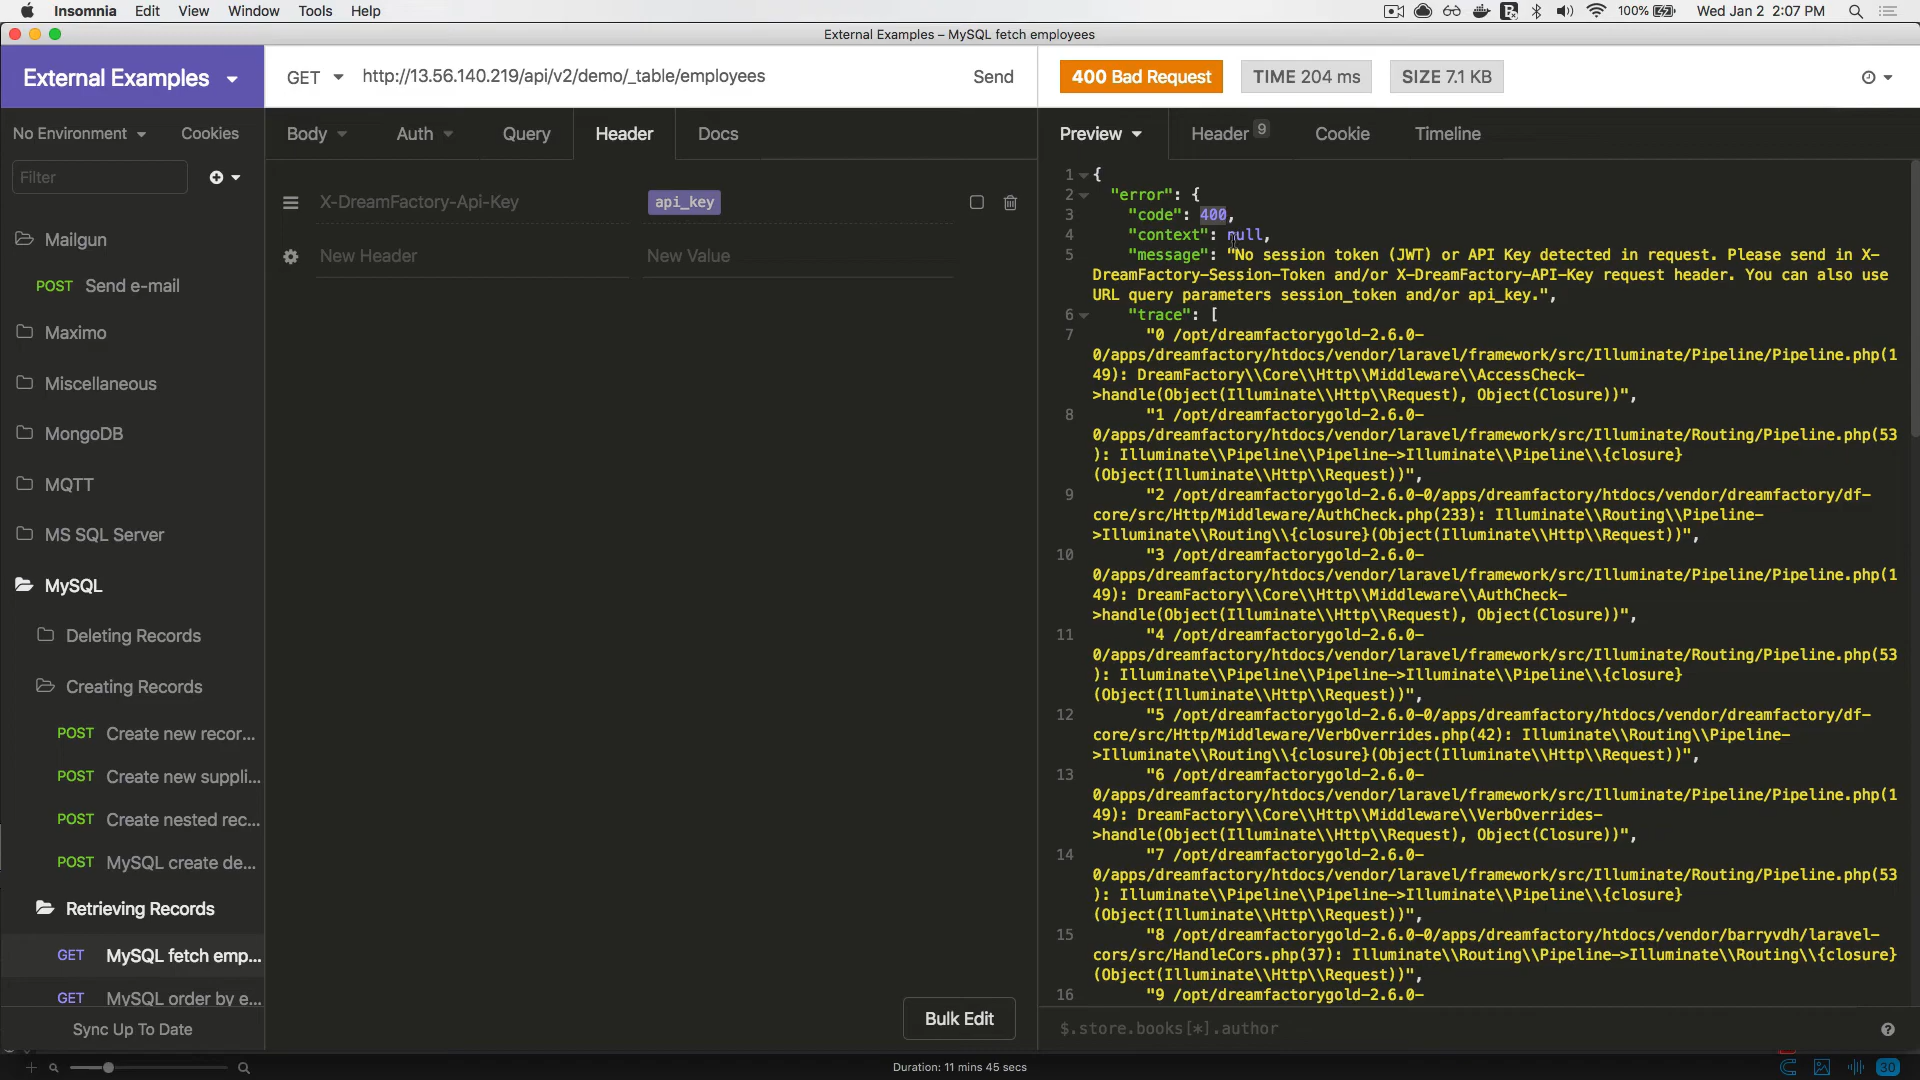 Insomnia Edit View Window Tools Help
100% Wed Jan 2 2:07 PM
External Examples – MySQL fetch employees
External Examples
GET http://13.56.140.219/api/v2/demo/_table/employees Send
400 Bad Request TIME 204 ms SIZE 7.1 KB
No Environment Cookies
Body Auth Query Header Docs
Preview Header 9 Cookie Timeline
Filter
X-DreamFactory-Api-Key api_key
New Header New Value
Mailgun
POST Send e-mail
Maximo
Miscellaneous
MongoDB
MQTT
MS SQL Server
MySQL
Deleting Records
Creating Records
POST Create new recor...
POST Create new suppli...
POST Create nested rec...
POST MySQL create de...
Retrieving Records
GET MySQL fetch emp...
GET MySQL order by e...
Sync Up To Date
Bulk Edit
1 {
2 "error": {
3 "code": 400,
4 "context": null,
5 "message": "No session token (JWT) or API Key detected in request. Please send in X-
DreamFactory-Session-Token and/or X-DreamFactory-API-Key request header. You can also use
URL query parameters session_token and/or api_key.",
6 "trace": [
7 "0 /opt/dreamfactorygold-2.6.0-
0/apps/dreamfactory/htdocs/vendor/laravel/framework/src/Illuminate/Pipeline/Pipeline.php(1
49): DreamFactory\\Core\\Http\\Middleware\\AccessCheck-
>handle(Object(Illuminate\\Http\\Request), Object(Closure))",
8 "1 /opt/dreamfactorygold-2.6.0-
0/apps/dreamfactory/htdocs/vendor/laravel/framework/src/Illuminate/Routing/Pipeline.php(53
): Illuminate\\Pipeline\\Pipeline->Illuminate\\Pipeline\\{closure}
(Object(Illuminate\\Http\\Request))",
9 "2 /opt/dreamfactorygold-2.6.0-0/apps/dreamfactory/htdocs/vendor/dreamfactory/df-
core/src/Http/Middleware/AuthCheck.php(233): Illuminate\\Routing\\Pipeline-
>Illuminate\\Routing\\{closure}(Object(Illuminate\\Http\\Request))",
10 "3 /opt/dreamfactorygold-2.6.0-
0/apps/dreamfactory/htdocs/vendor/laravel/framework/src/Illuminate/Pipeline/Pipeline.php(1
49): DreamFactory\\Core\\Http\\Middleware\\AuthCheck-
>handle(Object(Illuminate\\Http\\Request), Object(Closure))",
11 "4 /opt/dreamfactorygold-2.6.0-
0/apps/dreamfactory/htdocs/vendor/laravel/framework/src/Illuminate/Routing/Pipeline.php(53
): Illuminate\\Pipeline\\Pipeline->Illuminate\\Pipeline\\{closure}
(Object(Illuminate\\Http\\Request))",
12 "5 /opt/dreamfactorygold-2.6.0-0/apps/dreamfactory/htdocs/vendor/dreamfactory/df-
core/src/Http/Middleware/VerbOverrides.php(42): Illuminate\\Routing\\Pipeline-
>Illuminate\\Routing\\{closure}(Object(Illuminate\\Http\\Request))",
13 "6 /opt/dreamfactorygold-2.6.0-
0/apps/dreamfactory/htdocs/vendor/laravel/framework/src/Illuminate/Pipeline/Pipeline.php(1
49): DreamFactory\\Core\\Http\\Middleware\\VerbOverrides-
>handle(Object(Illuminate\\Http\\Request), Object(Closure))",
14 "7 /opt/dreamfactorygold-2.6.0-
0/apps/dreamfactory/htdocs/vendor/laravel/framework/src/Illuminate/Routing/Pipeline.php(53
): Illuminate\\Pipeline\\Pipeline->Illuminate\\Pipeline\\{closure}
(Object(Illuminate\\Http\\Request))",
15 "8 /opt/dreamfactorygold-2.6.0-0/apps/dreamfactory/htdocs/vendor/barryvdh/laravel-
cors/src/HandleCors.php(37): Illuminate\\Routing\\Pipeline->Illuminate\\Routing\\{closure}
(Object(Illuminate\\Http\\Request))",
16 "9 /opt/dreamfactorygold-2.6.0-
$.store.books[*].author
Duration: 11 mins 45 secs
30